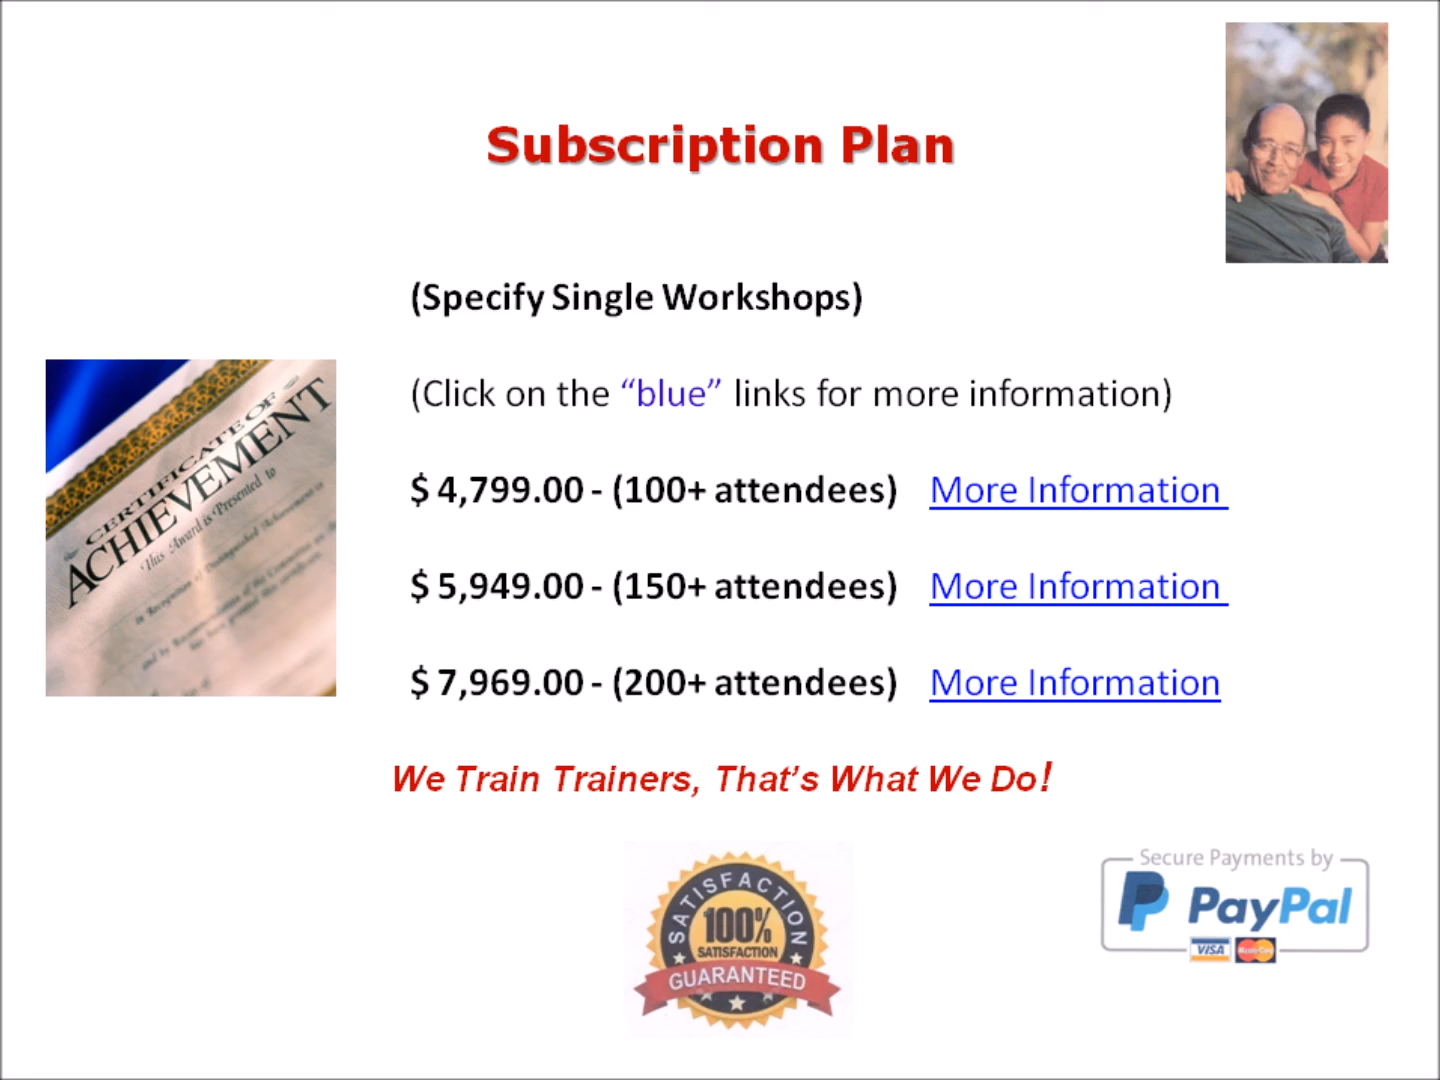 Subscription Plan
(Specify Single Workshops)
(Click on the “blue” links for more information)
$ 4,799.00 - (100+ attendees) More Information
$ 5,949.00 - (150+ attendees) More Information
$ 7,969.00 - (200+ attendees) More Information
CERTIFICATE OF
ACHIEVEMENT
This Award is Presented to
We Train Trainers, That’s What We Do!
SATISFACTION
100%
SATISFACTION
GUARANTEED
Secure Payments by
PayPal
VISA MasterCard